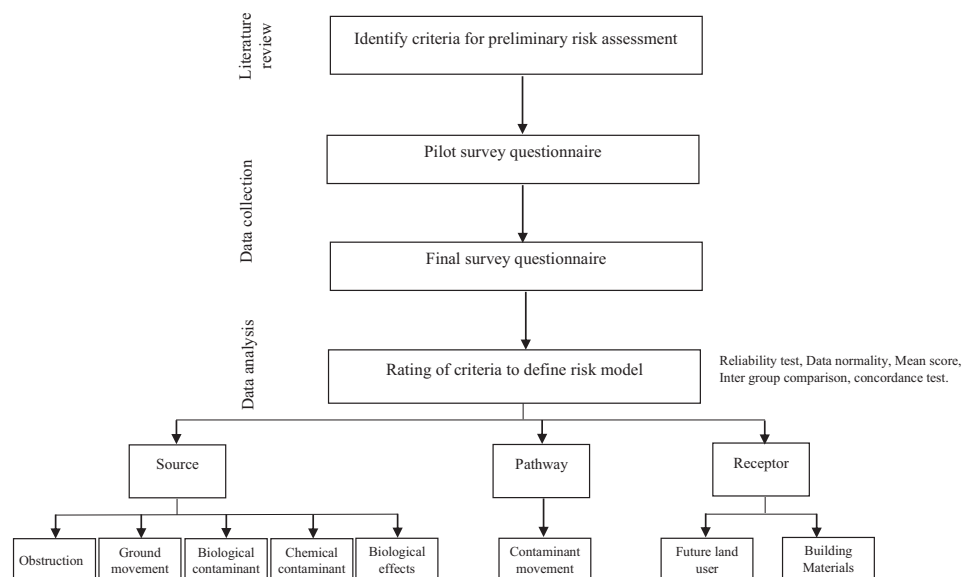 Literature
review
Identify criteria for preliminary risk assessment
Data collection
Pilot survey questionnaire
Final survey questionnaire
Data analysis
Rating of criteria to define risk model
Reliability test, Data normality, Mean score,
Inter group comparison, concordance test.
Source
Pathway
Receptor
Obstruction
Ground
movement
Biological
contaminant
Chemical
contaminant
Biological
effects
Contaminant
movement
Future land
user
Building
Materials